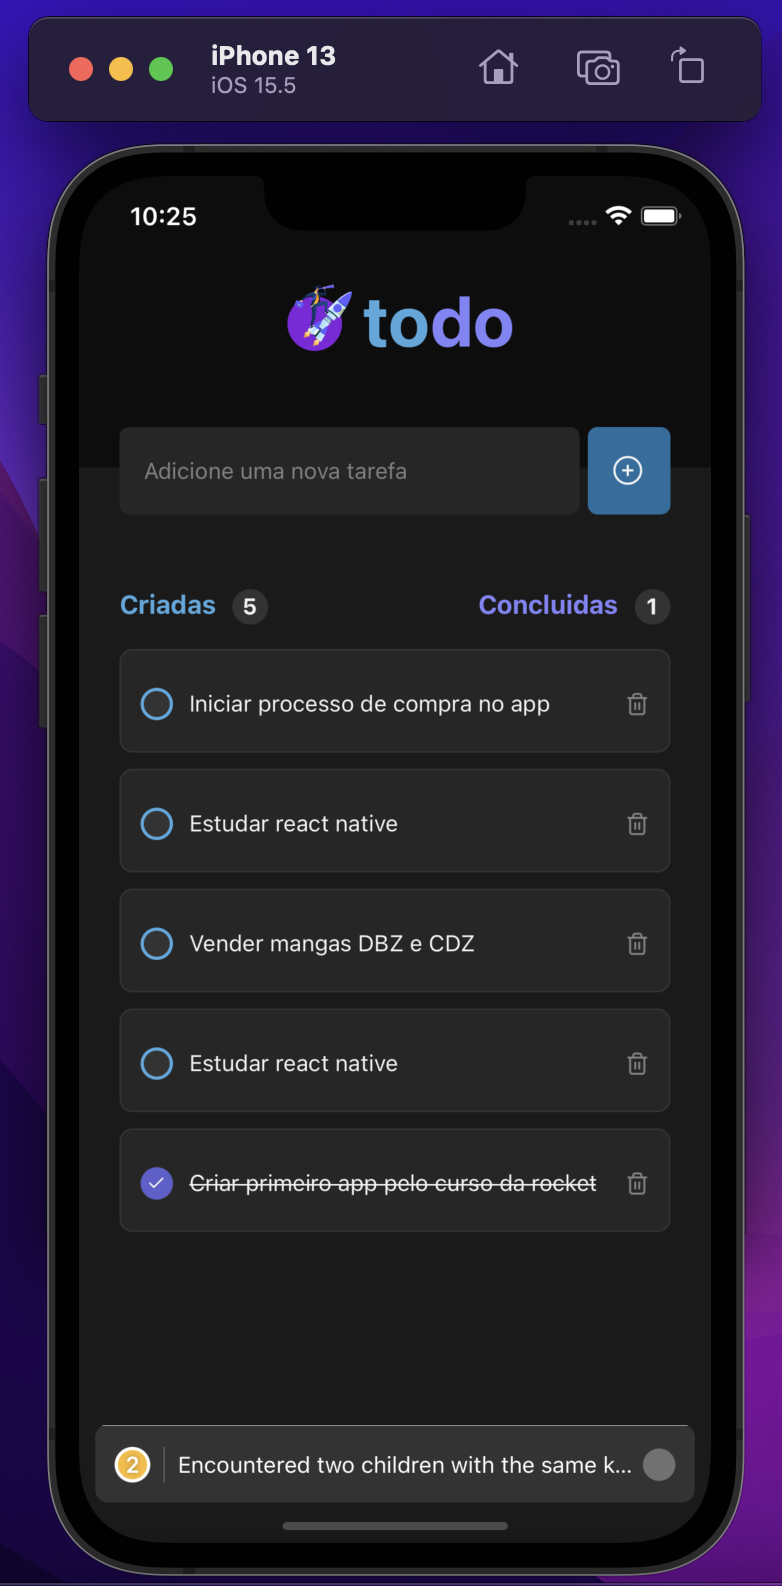 iPhone 13
iOS 15.5
10:25
todo
Adicione uma nova tarefa
Criadas 5 Concluidas 1
Iniciar processo de compra no app
Estudar react native
Vender mangas DBZ e CDZ
Estudar react native
Criar primeiro app pelo curso da rocket
2 Encountered two children with the same k...